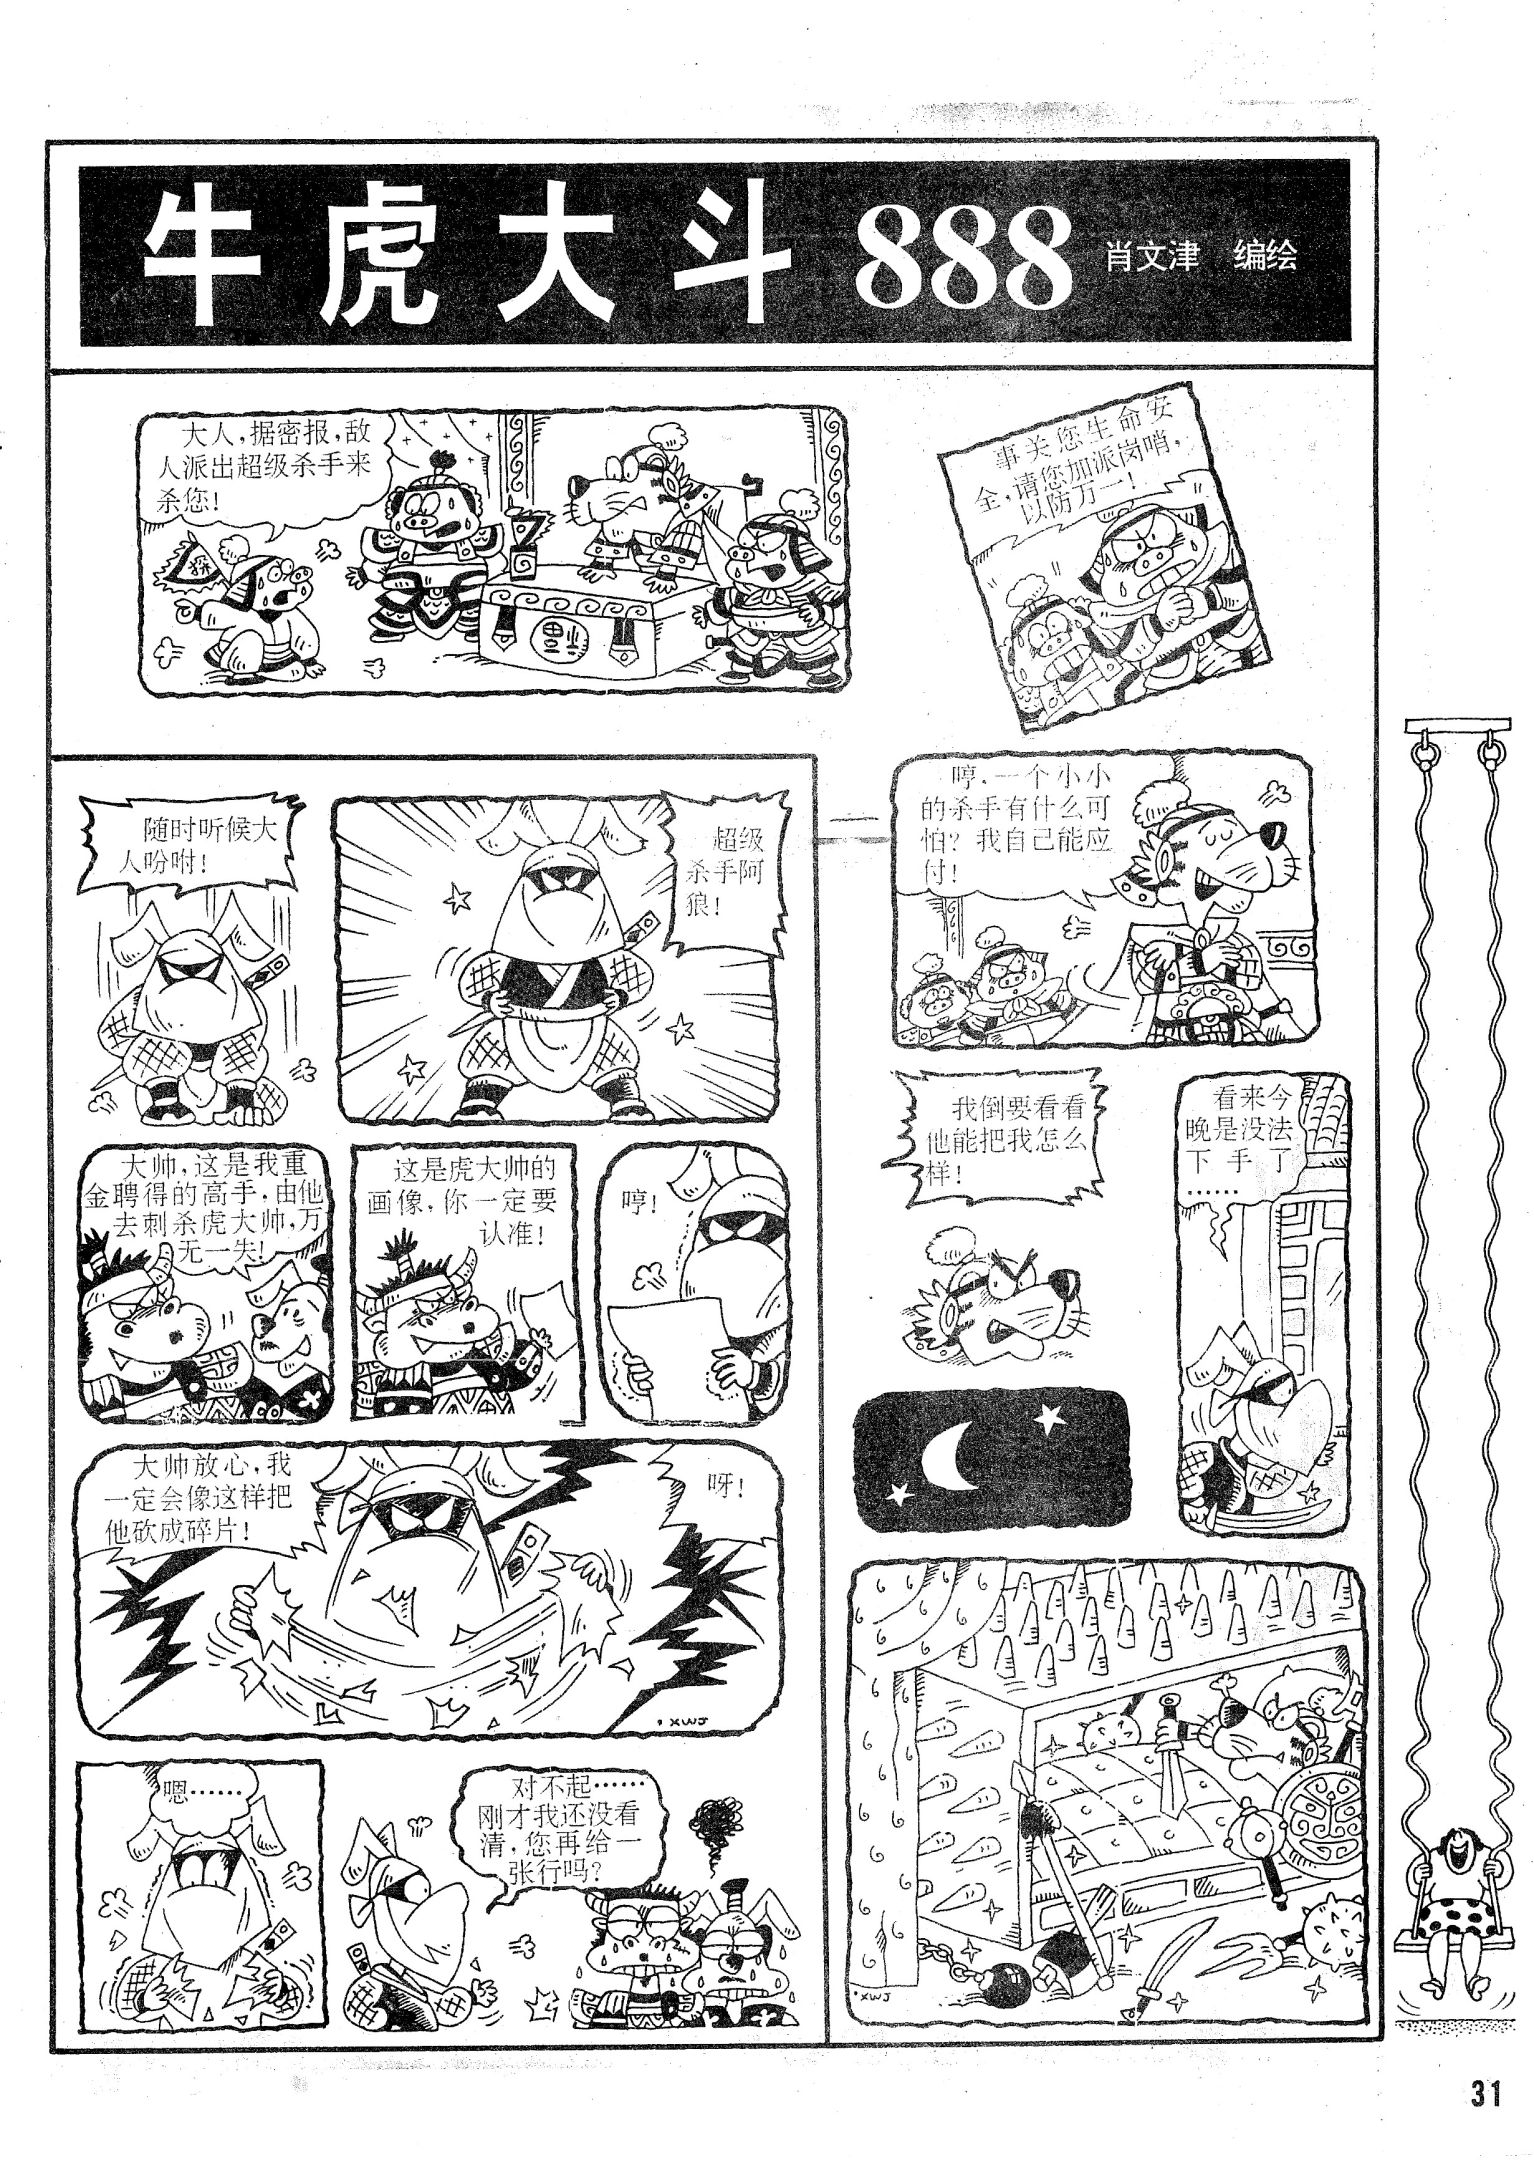 牛虎大斗888 肖文津 编绘
超级
杀手阿
狼!
随时听候大
人吩咐!
大帅,这是我重
金聘得的高手,由他
去刺杀虎大帅,万
无一失!
这是虎大帅的
画像,你一定要
认准!
哼!
大帅放心,我
一定会像这样把
他砍成碎片!
呀!
XWJ
嗯……
对不起……
刚才我还没看
清,您再给一
张行吗?
大人,据密报,敌
人派出超级杀手来
杀您!
探
福
事关您生命安
全,请您加派岗哨,
以防万一!
哼,一个小小
的杀手有什么可
怕?我自己能应
付!
我倒要看看
他能把我怎么
样!
看来今
晚是没法
下手了
……
XWJ
31